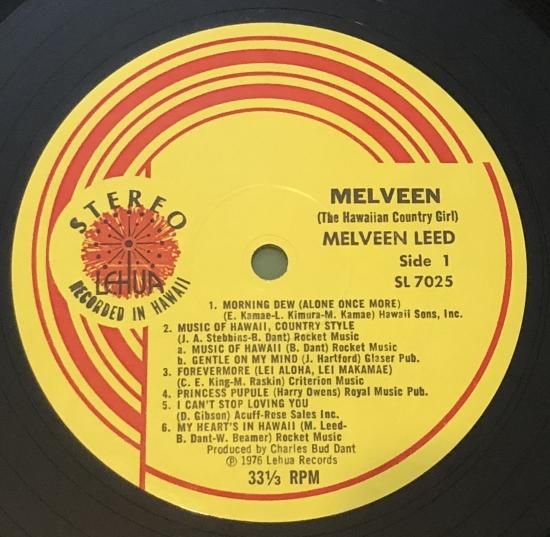 STEREO
LEHUA
RECORDED IN HAWAII
MELVEEN
(The Hawaiian Country Girl)
MELVEEN LEED
Side 1
SL 7025
1. MORNING DEW (ALONE ONCE MORE)
(E. Kamae-L. Kimura-M. Kamae) Hawaii Sons, Inc.
2. MUSIC OF HAWAII, COUNTRY STYLE
(J. A. Stebbins-B. Dant) Rocket Music
a. MUSIC OF HAWAII (B. Dant) Rocket Music
b. GENTLE ON MY MIND (J. Hartford) Glaser Pub.
3. FOREVERMORE (LEI ALOHA, LEI MAKAMAE)
(C. E. King-M. Raskin) Criterion Music
4. PRINCESS PUPULE (Harry Owens) Royal Music Pub.
5. I CAN'T STOP LOVING YOU
(D. Gibson) Acuff-Rose Sales Inc.
6. MY HEART'S IN HAWAII (M. Leed-
B. Dant-W. Beamer) Rocket Music
Produced by Charles Bud Dant
℗ 1976 Lehua Records
33⅓ RPM